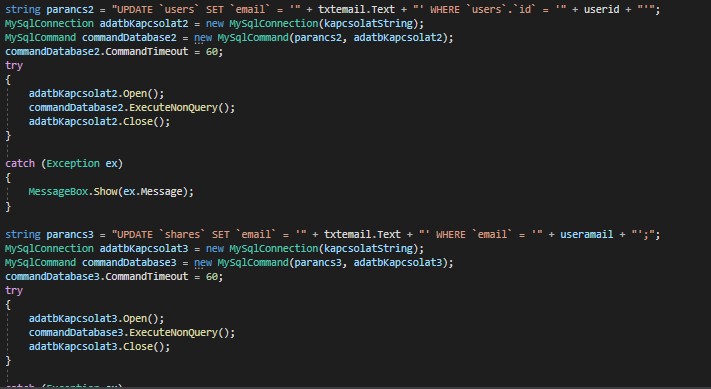 string parancs2 = "UPDATE `users` SET `email` = '" + txtemail.Text + "' WHERE `users`.`id` = '" + userid + "'";
MySqlConnection adatbKapcsolat2 = new MySqlConnection(kapcsolatString);
MySqlCommand commandDatabase2 = new MySqlCommand(parancs2, adatbKapcsolat2);
commandDatabase2.CommandTimeout = 60;
try
{
adatbKapcsolat2.Open();
commandDatabase2.ExecuteNonQuery();
adatbKapcsolat2.Close();
}
catch (Exception ex)
{
MessageBox.Show(ex.Message);
}
string parancs3 = "UPDATE `shares` SET `email` = '" + txtemail.Text + "' WHERE `email` = '" + useramail + "';";
MySqlConnection adatbKapcsolat3 = new MySqlConnection(kapcsolatString);
MySqlCommand commandDatabase3 = new MySqlCommand(parancs3, adatbKapcsolat3);
commandDatabase3.CommandTimeout = 60;
try
{
adatbKapcsolat3.Open();
commandDatabase3.ExecuteNonQuery();
adatbKapcsolat3.Close();
}
catch (Exception ex)